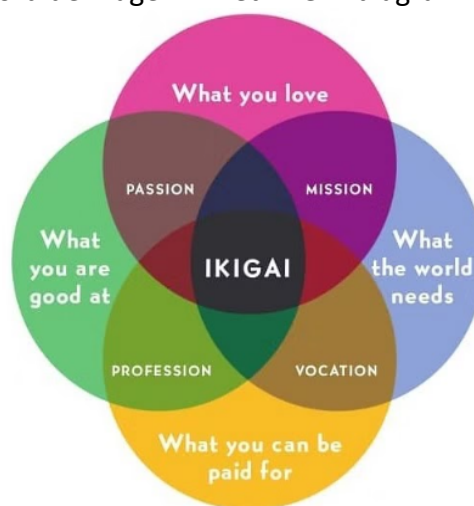 What you love
PASSION
MISSION
What
you are
good at
IKIGAI
What
the world
needs
PROFESSION
VOCATION
What you can be
paid for